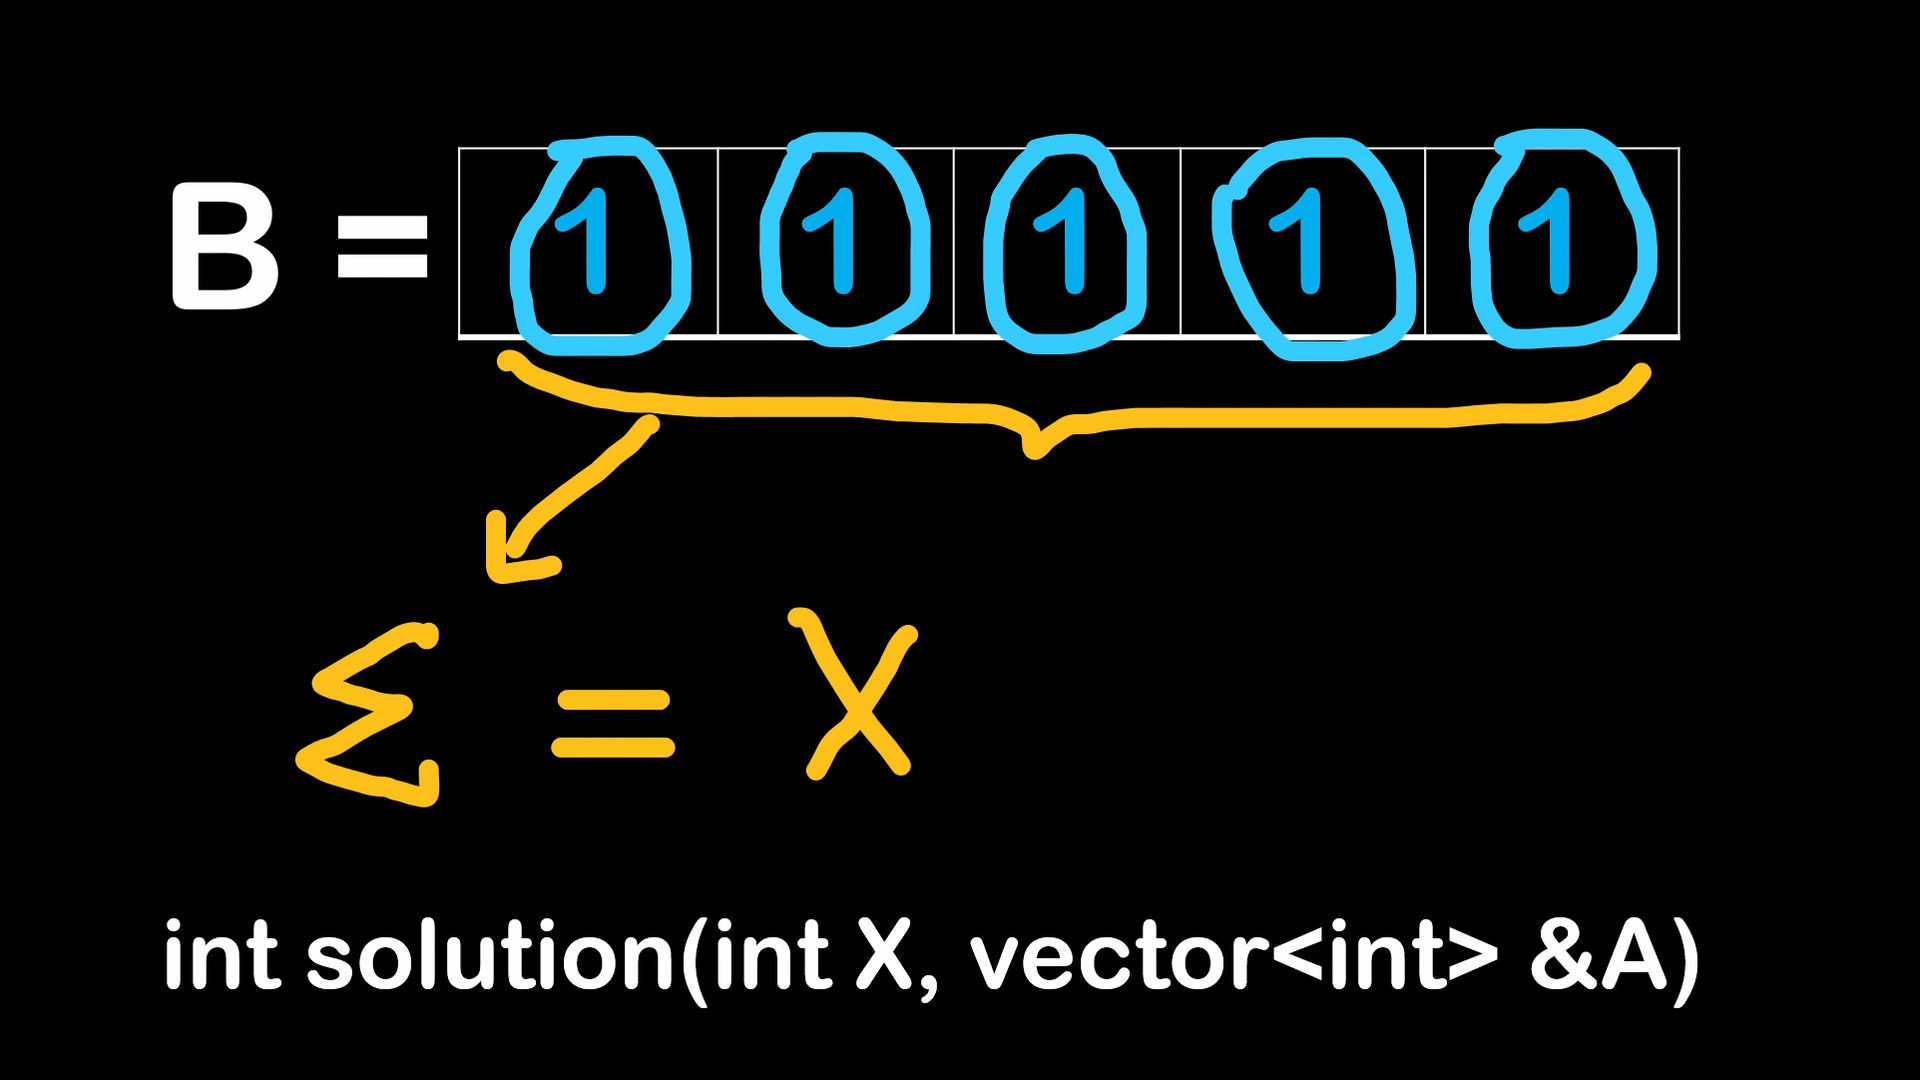 B = 1 1 1 1 1
Σ = X
int solution(int X, vector<int> &A)